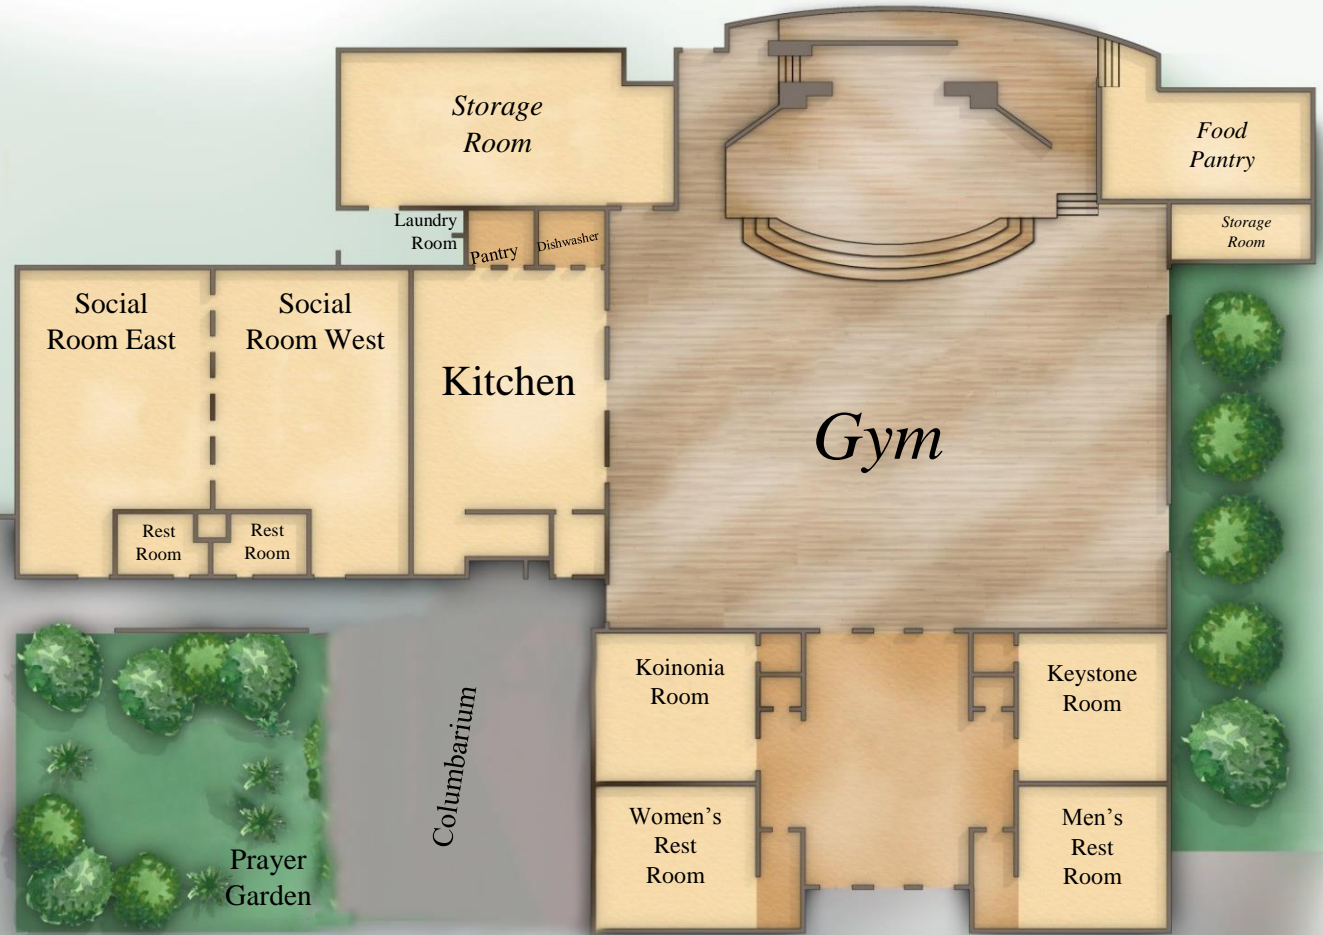 Storage
Room
Food
Pantry
Storage
Room
Laundry
Room
Pantry
Dishwasher
Social
Room East
Social
Room West
Kitchen
Gym
Rest
Room
Rest
Room
Koinonia
Room
Keystone
Room
Columbarium
Women's
Rest
Room
Men's
Rest
Room
Prayer
Garden